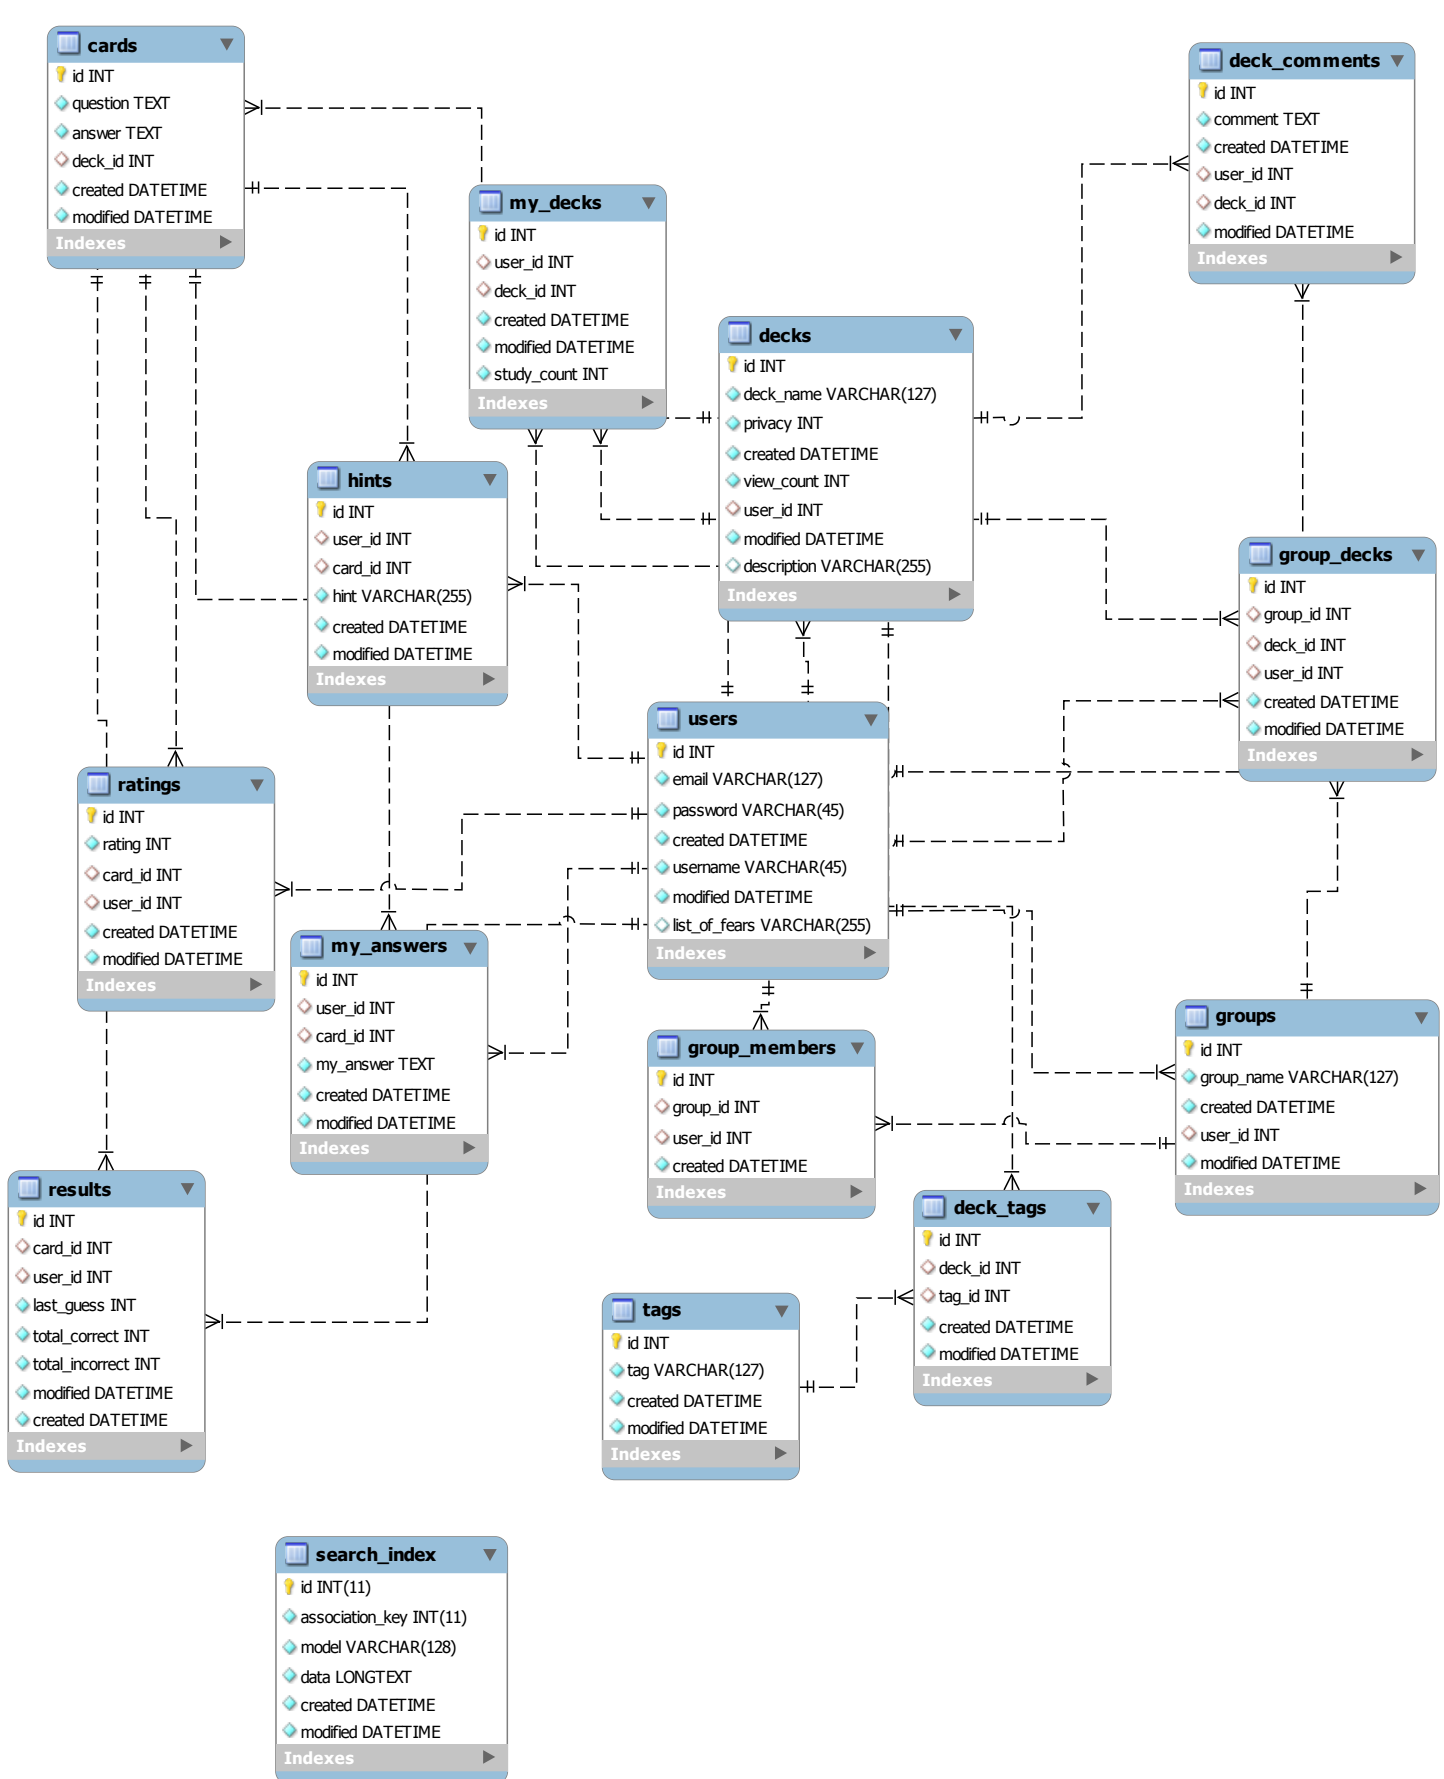 cards
id INT
question TEXT
answer TEXT
deck_id INT
created DATETIME
modified DATETIME
Indexes
deck_comments
id INT
comment TEXT
created DATETIME
user_id INT
deck_id INT
modified DATETIME
Indexes
my_decks
id INT
user_id INT
deck_id INT
created DATETIME
modified DATETIME
study_count INT
Indexes
decks
id INT
deck_name VARCHAR(127)
privacy INT
created DATETIME
view_count INT
user_id INT
modified DATETIME
description VARCHAR(255)
Indexes
hints
id INT
user_id INT
card_id INT
hint VARCHAR(255)
created DATETIME
modified DATETIME
Indexes
group_decks
id INT
group_id INT
deck_id INT
user_id INT
created DATETIME
modified DATETIME
Indexes
users
id INT
email VARCHAR(127)
password VARCHAR(45)
created DATETIME
username VARCHAR(45)
modified DATETIME
list_of_fears VARCHAR(255)
Indexes
ratings
id INT
rating INT
card_id INT
user_id INT
created DATETIME
modified DATETIME
Indexes
my_answers
id INT
user_id INT
card_id INT
my_answer TEXT
created DATETIME
modified DATETIME
Indexes
group_members
id INT
group_id INT
user_id INT
created DATETIME
Indexes
groups
id INT
group_name VARCHAR(127)
created DATETIME
user_id INT
modified DATETIME
Indexes
results
id INT
card_id INT
user_id INT
last_guess INT
total_correct INT
total_incorrect INT
modified DATETIME
created DATETIME
Indexes
deck_tags
id INT
deck_id INT
tag_id INT
created DATETIME
modified DATETIME
Indexes
tags
id INT
tag VARCHAR(127)
created DATETIME
modified DATETIME
Indexes
search_index
id INT(11)
association_key INT(11)
model VARCHAR(128)
data LONGTEXT
created DATETIME
modified DATETIME
Indexes